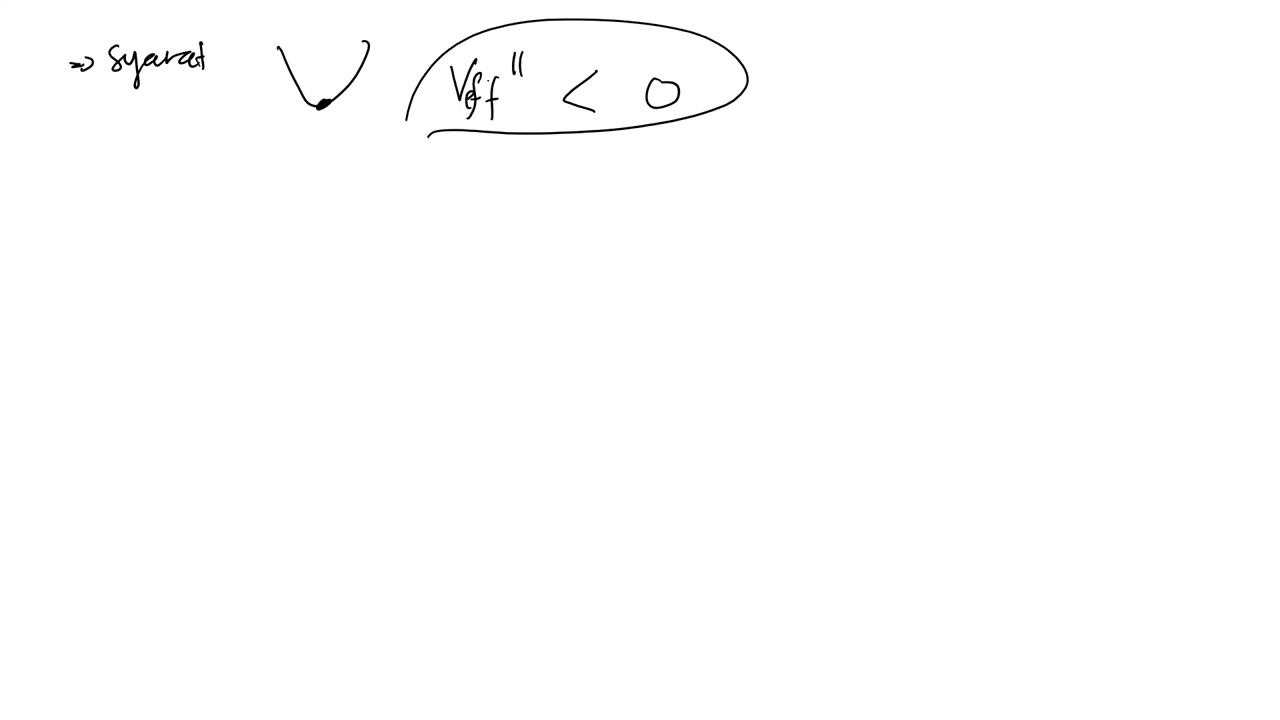 => Syarat Veff" < 0